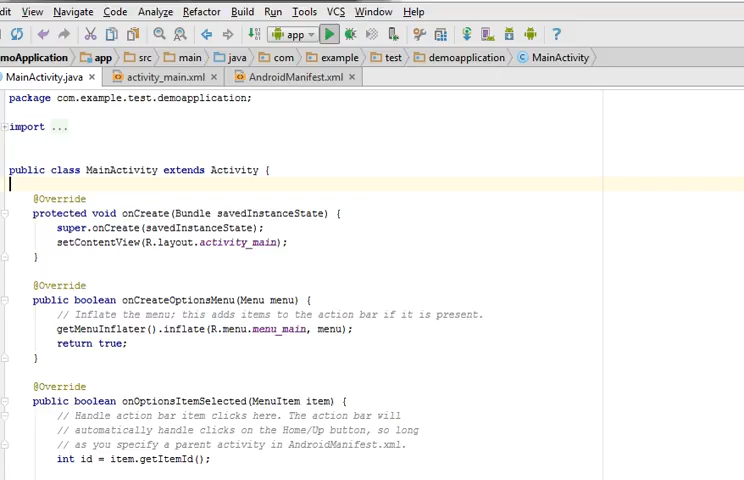 dit View Navigate Code Analyze Refactor Build Run Tools VCS Window Help
app
moApplication app src main java com example test demoapplication MainActivity
MainActivity.java activity_main.xml AndroidManifest.xml
package com.example.test.demoapplication;
import ...
public class MainActivity extends Activity {
@Override
protected void onCreate(Bundle savedInstanceState) {
super.onCreate(savedInstanceState);
setContentView(R.layout.activity_main);
}
@Override
public boolean onCreateOptionsMenu(Menu menu) {
// Inflate the menu; this adds items to the action bar if it is present.
getMenuInflater().inflate(R.menu.menu_main, menu);
return true;
}
@Override
public boolean onOptionsItemSelected(MenuItem item) {
// Handle action bar item clicks here. The action bar will
// automatically handle clicks on the Home/Up button, so long
// as you specify a parent activity in AndroidManifest.xml.
int id = item.getItemId();